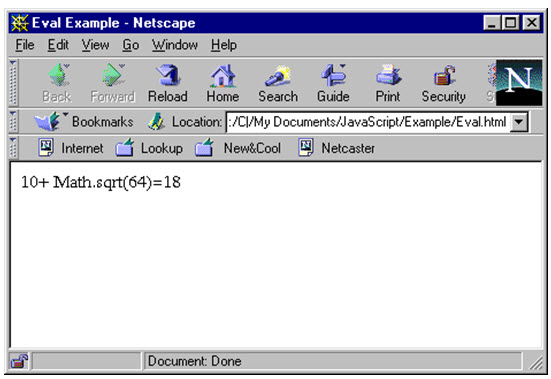 Eval Example - Netscape
File Edit View Go Window Help
Back Forward Reload Home Search Guide Print Security
N
Bookmarks Location: :/C|/My Documents/JavaScript/Example/Eval.html
Internet Lookup New&Cool Netcaster
10+ Math.sqrt(64)=18
Document: Done